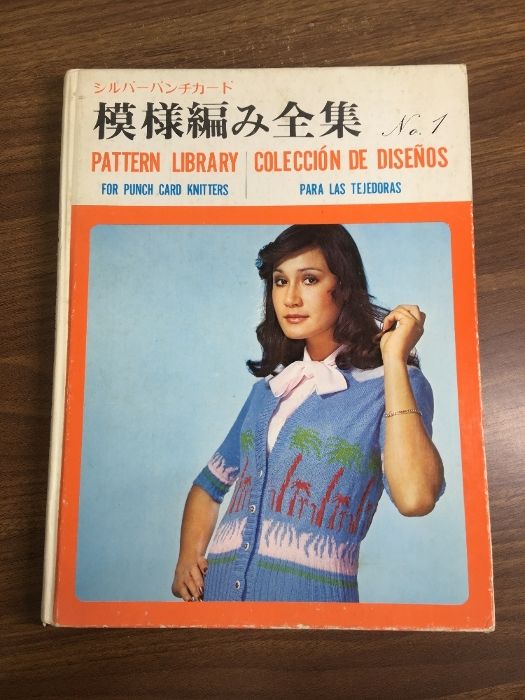 シルバーパンチカード
模様編み全集 No. 1
PATTERN LIBRARY
FOR PUNCH CARD KNITTERS
COLECCIÓN DE DISEÑOS
PARA LAS TEJEDORAS